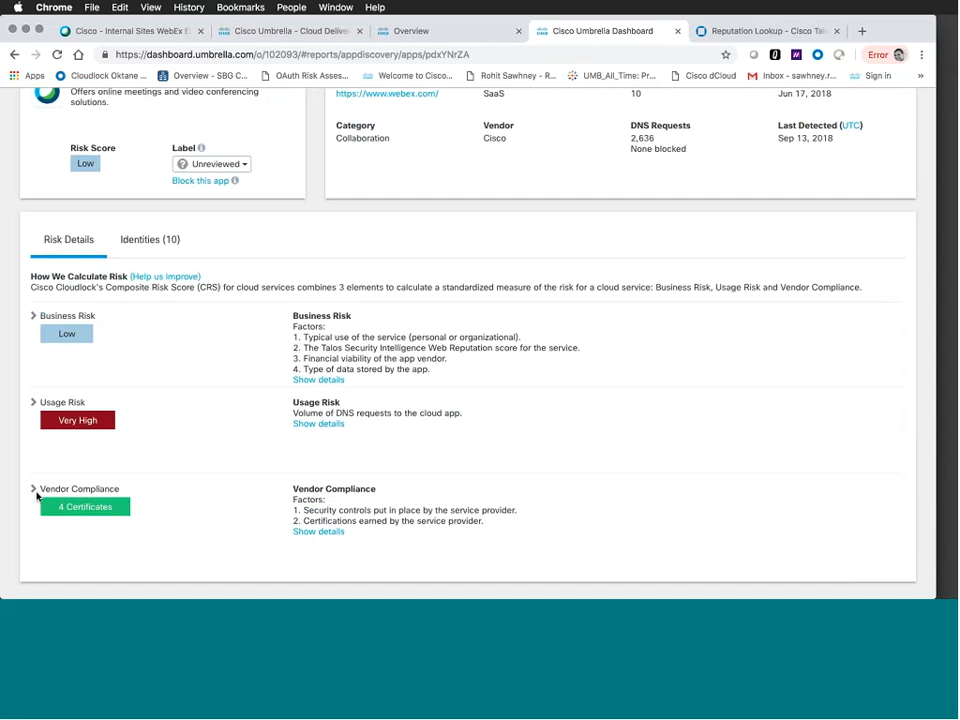 Chrome File Edit View History Bookmarks People Window Help
Cisco - Internal Sites WebEx E
Cisco Umbrella - Cloud Delive
Overview
Cisco Umbrella Dashboard
Reputation Lookup - Cisco Tal
https://dashboard.umbrella.com/o/102093/#reports/appdiscovery/apps/pdxYNrZA
Error
Apps Cloudlock Oktane ... Overview - SBG C... OAuth Risk Asses... Welcome to Cisco... Rohit Sawhney - R... UMB_All_Time: Pr... Cisco dCloud Inbox - sawhney.r... Sign in »
Offers online meetings and video conferencing
solutions.
Risk Score
Low
Label
Unreviewed
Block this app
https://www.webex.com/ SaaS 10 Jun 17, 2018
Category Vendor DNS Requests Last Detected (UTC)
Collaboration Cisco 2,636 Sep 13, 2018
None blocked
Risk Details Identities (10)
How We Calculate Risk (Help us improve)
Cisco Cloudlock's Composite Risk Score (CRS) for cloud services combines 3 elements to calculate a standardized measure of the risk for a cloud service: Business Risk, Usage Risk and Vendor Compliance.
Business Risk
Low
Business Risk
Factors:
1. Typical use of the service (personal or organizational).
2. The Talos Security Intelligence Web Reputation score for the service.
3. Financial viability of the app vendor.
4. Type of data stored by the app.
Show details
Usage Risk
Very High
Usage Risk
Volume of DNS requests to the cloud app.
Show details
Vendor Compliance
4 Certificates
Vendor Compliance
Factors:
1. Security controls put in place by the service provider.
2. Certifications earned by the service provider.
Show details